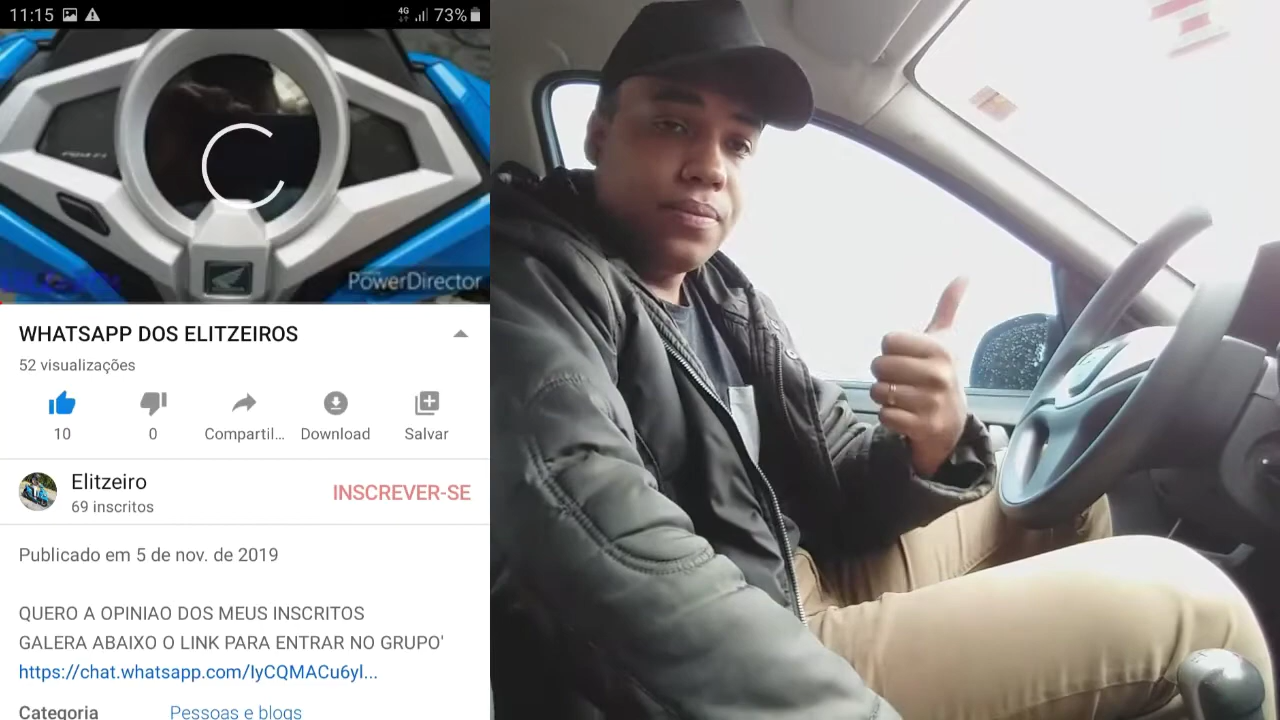 11:15
4G
73%
PowerDirector
WHATSAPP DOS ELITZEIROS
52 visualizações
10
0
Compartil...
Download
Salvar
Elitzeiro
69 inscritos
INSCREVER-SE
Publicado em 5 de nov. de 2019
QUERO A OPINIAO DOS MEUS INSCRITOS
GALERA ABAIXO O LINK PARA ENTRAR NO GRUPO'
https://chat.whatsapp.com/IyCQMACu6yl...
Categoria
Pessoas e blogs